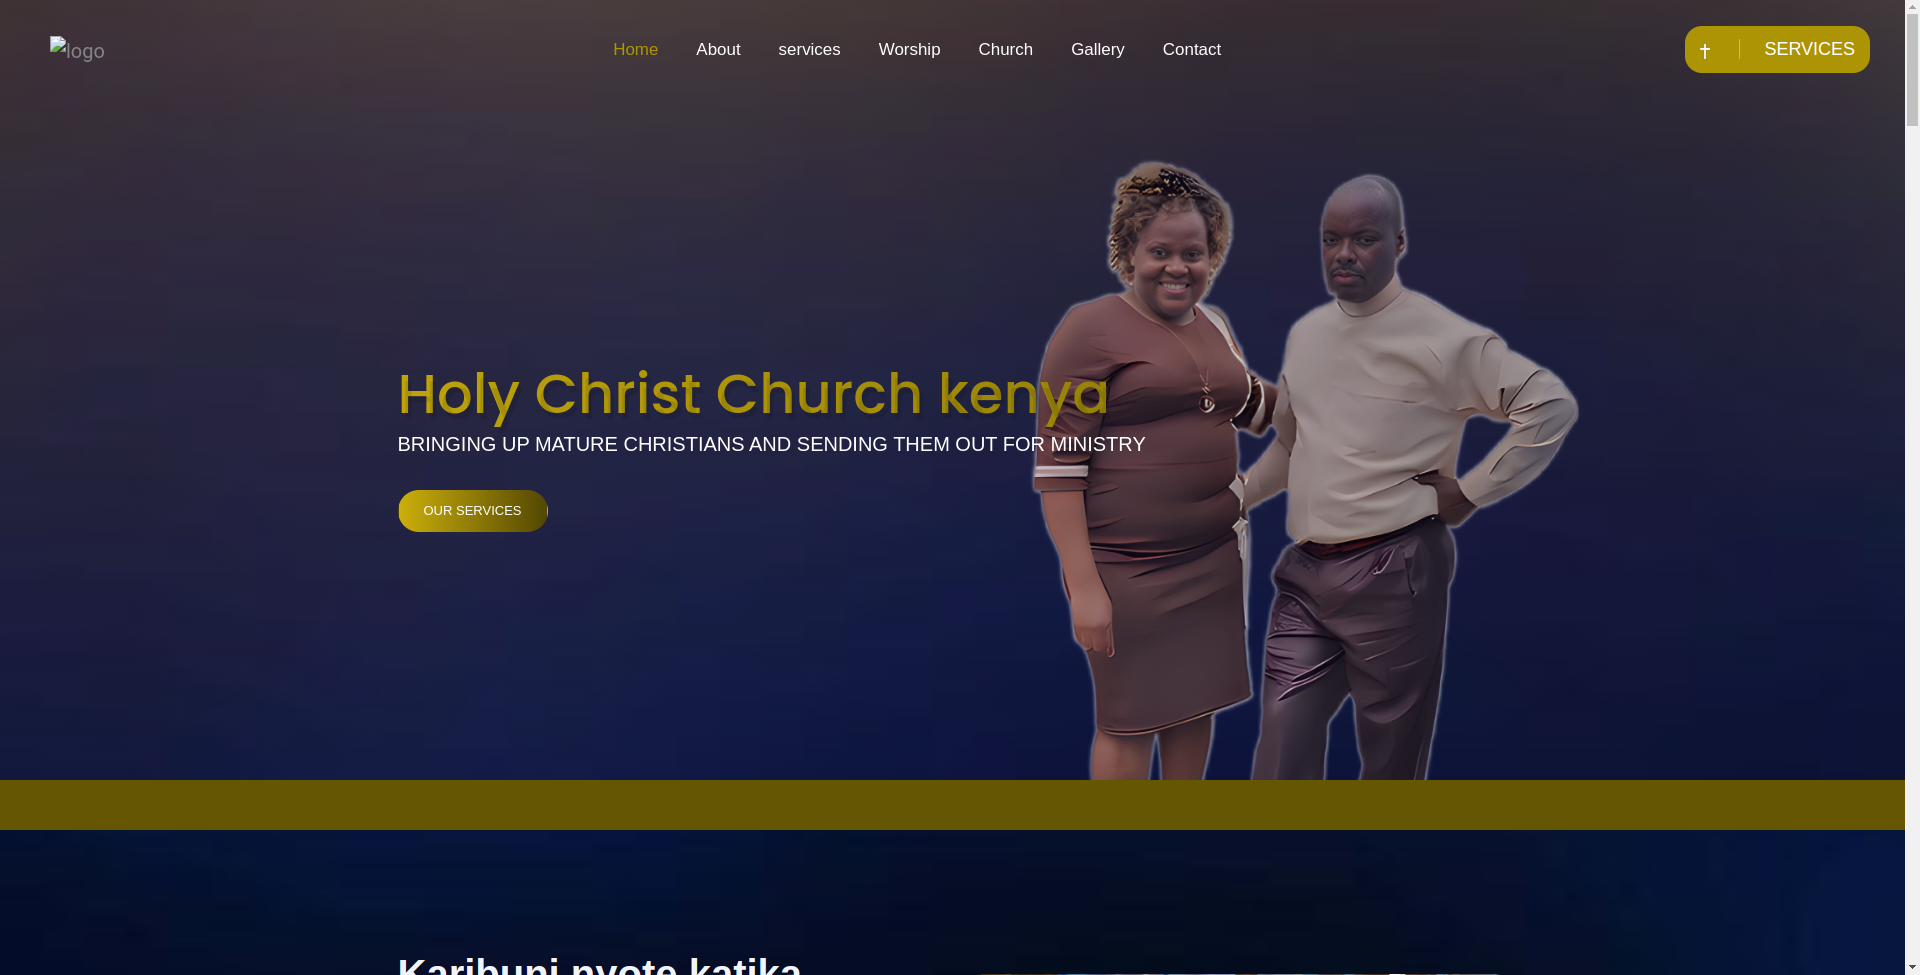 logo
Home About services Worship Church Gallery Contact
SERVICES
Holy Christ Church kenya
BRINGING UP MATURE CHRISTIANS AND SENDING THEM OUT FOR MINISTRY
OUR SERVICES
Karibuni nyote katika